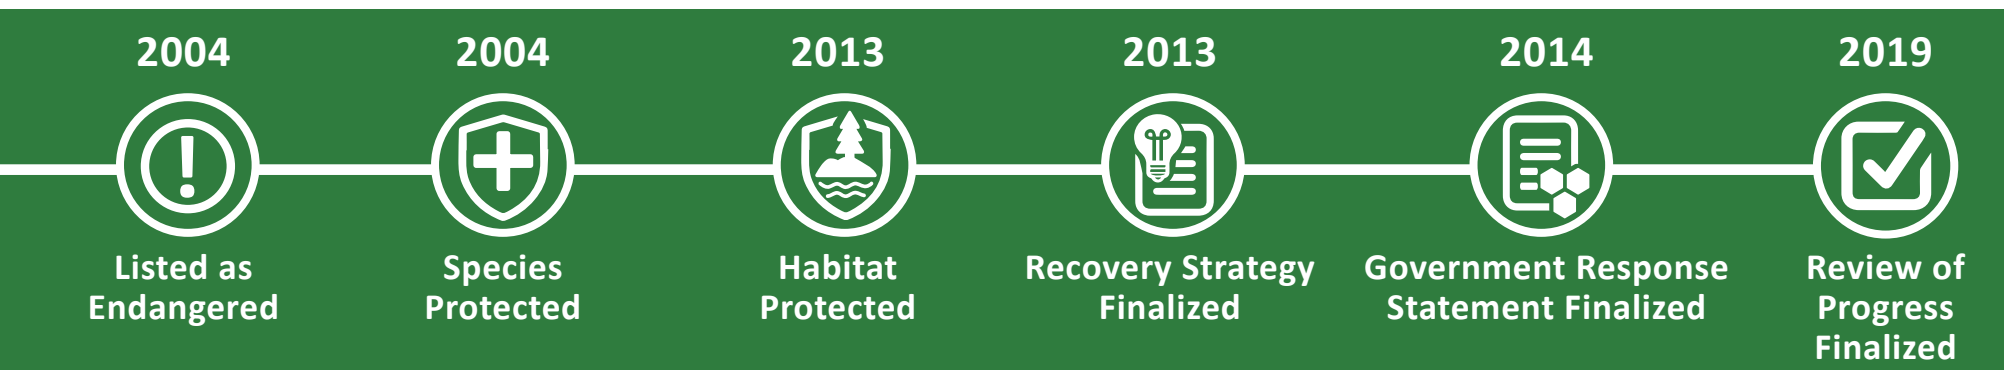 2004
Listed as
Endangered
2004
Species
Protected
2013
Habitat
Protected
2013
Recovery Strategy
Finalized
2014
Government Response
Statement Finalized
2019
Review of
Progress
Finalized